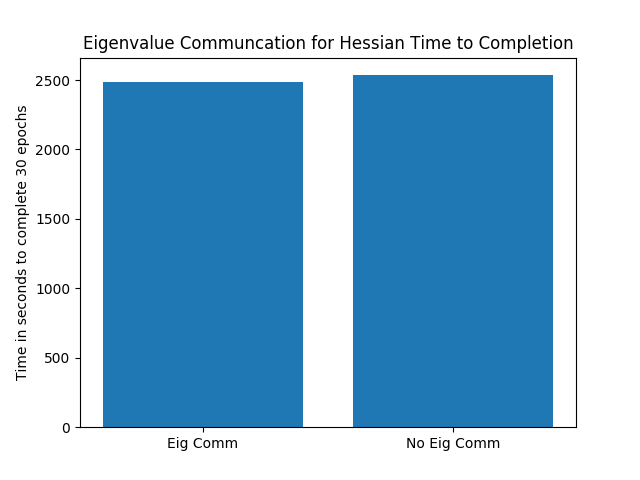 Eigenvalue Communcation for Hessian Time to Completion
Time in seconds to complete 30 epochs
2500
2000
1500
1000
500
0
Eig Comm
No Eig Comm